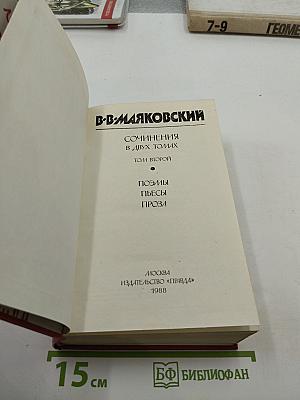 7-9 ГЕОМЕ
В·В·МАЯКОВСКИЙ
СОЧИНЕНИЯ
В ДВУХ ТОМАХ
ТОМ ВТОРОЙ
ПОЭМЫ
ПЬЕСЫ
ПРОЗА
МОСКВА
ИЗДАТЕЛЬСТВО «ПРАВДА»
1988
15 см
БФ БИБЛИОФАН